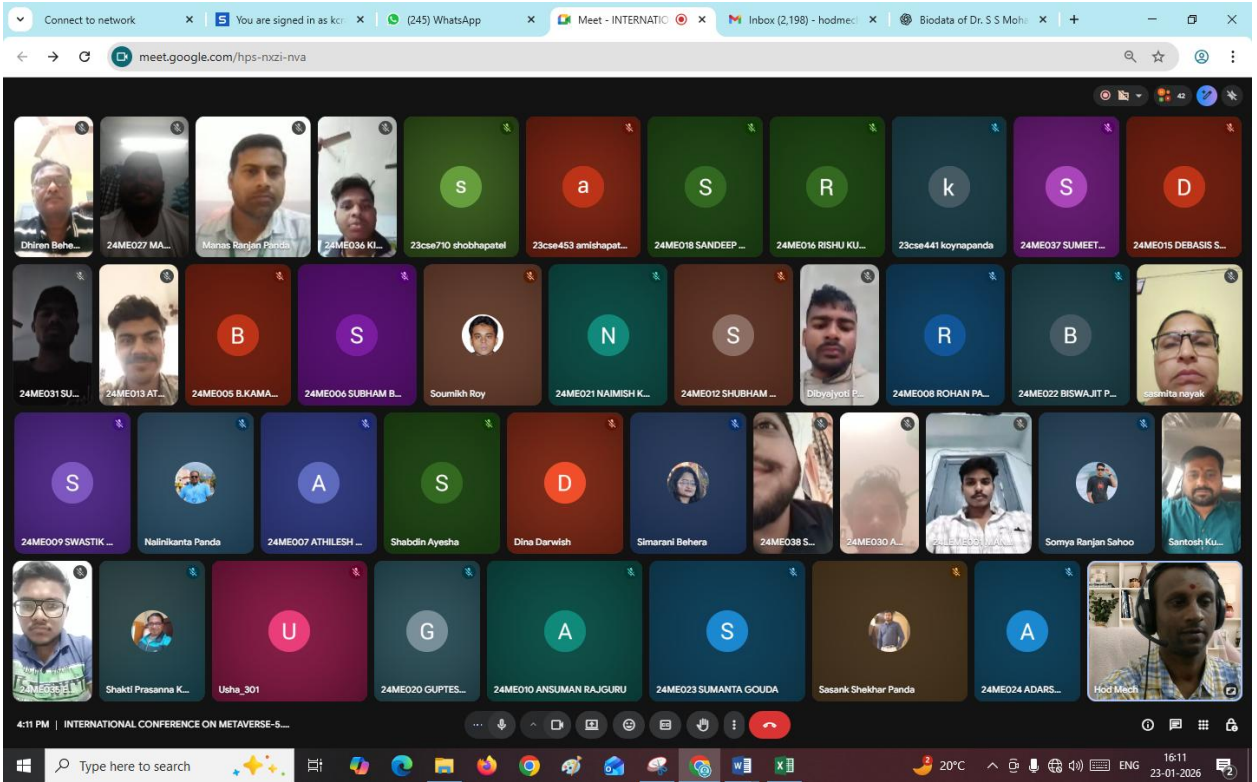 Connect to network
You are signed in as kcr
(245) WhatsApp
Meet - INTERNATIO
Inbox (2,198) - hodmec
Biodata of Dr. S S Moha
meet.google.com/hps-nxzi-nva
42
Dhiren Behe...
24ME027 MA...
Manas Ranjan Panda
24ME036 KI...
s
23cse710 shobhapatel
a
23cse453 amishapat...
S
24ME018 SANDEEP ...
R
24ME016 RISHU KU...
k
23cse441 koynapanda
S
24ME037 SUMEET...
D
24ME015 DEBASIS S...
24ME031 SU...
24ME013 AT...
B
24ME005 B.KAMA...
S
24ME006 SUBHAM B...
Soumikh Roy
N
24ME021 NAIMISH K...
S
24ME012 SHUBHAM ...
Dibyajyoti P...
R
24ME008 ROHAN PA...
B
24ME022 BISWAJIT P...
sasmita nayak
S
24ME009 SWASTIK ...
Nalinikanta Panda
A
24ME007 ATHILESH ...
S
Shabdin Ayesha
D
Dina Darwish
Simarani Behera
24ME038 S...
24ME030 A...
Somya Ranjan Sahoo
Santosh Ku...
Shakti Prasanna K...
U
Usha_301
G
24ME020 GUPTES...
A
24ME010 ANSUMAN RAJGURU
S
24ME023 SUMANTA GOUDA
Sasank Shekhar Panda
A
24ME024 ADARS...
Hod Mech
4:11 PM | INTERNATIONAL CONFERENCE ON METAVERSE-5....
Type here to search
20°C
ENG
16:11
23-01-2026
2